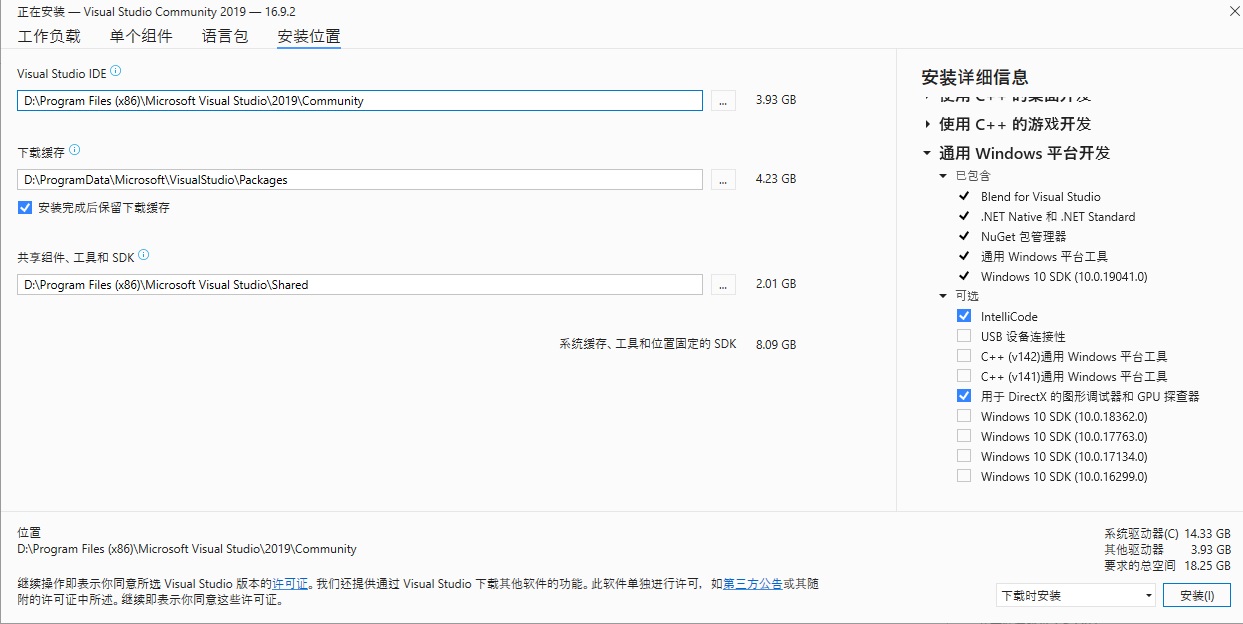 正在安装 — Visual Studio Community 2019 — 16.9.2
工作负载 单个组件 语言包 安装位置
Visual Studio IDE
D:\Program Files (x86)\Microsoft Visual Studio\2019\Community
... 3.93 GB
下载缓存
D:\ProgramData\Microsoft\VisualStudio\Packages
... 4.23 GB
安装完成后保留下载缓存
共享组件、工具和 SDK
D:\Program Files (x86)\Microsoft Visual Studio\Shared
... 2.01 GB
系统缓存、工具和位置固定的 SDK 8.09 GB
安装详细信息
使用 C++ 的桌面开发
使用 C++ 的游戏开发
通用 Windows 平台开发
已包含
Blend for Visual Studio
.NET Native 和 .NET Standard
NuGet 包管理器
通用 Windows 平台工具
Windows 10 SDK (10.0.19041.0)
可选
IntelliCode
USB 设备连接性
C++ (v142)通用 Windows 平台工具
C++ (v141)通用 Windows 平台工具
用于 DirectX 的图形调试器和 GPU 探查器
Windows 10 SDK (10.0.18362.0)
Windows 10 SDK (10.0.17763.0)
Windows 10 SDK (10.0.17134.0)
Windows 10 SDK (10.0.16299.0)
位置
D:\Program Files (x86)\Microsoft Visual Studio\2019\Community
继续操作即表示你同意所选 Visual Studio 版本的许可证。我们还提供通过 Visual Studio 下载其他软件的功能。此软件单独进行许可，如第三方公告或其随
附的许可证中所述。继续即表示你同意这些许可证。
系统驱动器(C) 14.33 GB
其他驱动器 3.93 GB
要求的总空间 18.25 GB
下载时安装 安装(I)